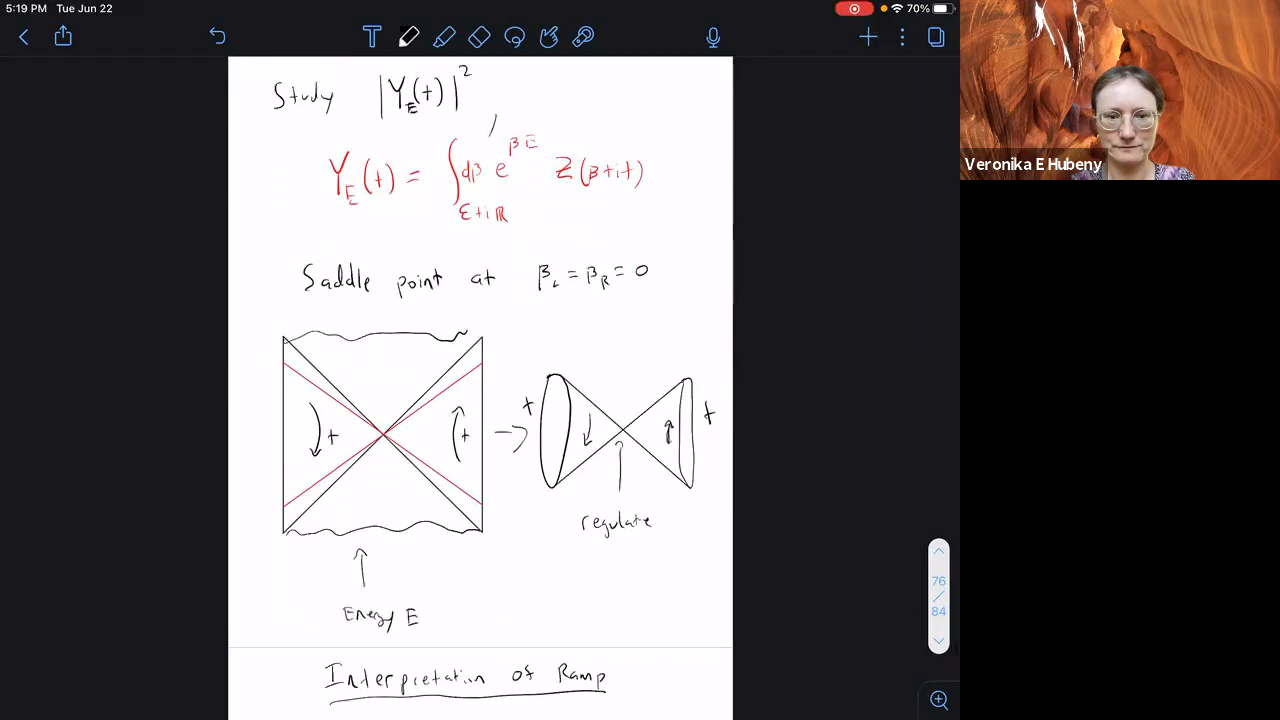 5:19 PM Tue Jun 22
70%
T
Study |Y_E(t)|²
Y_E(t) = ∫ dβ e^{βE} Z(β+it)
ε+iℝ
Saddle point at β_L = β_R = 0
t t
t t
regulate
Energy E
Interpretation of Ramp
76
/
84
Veronika E Hubeny